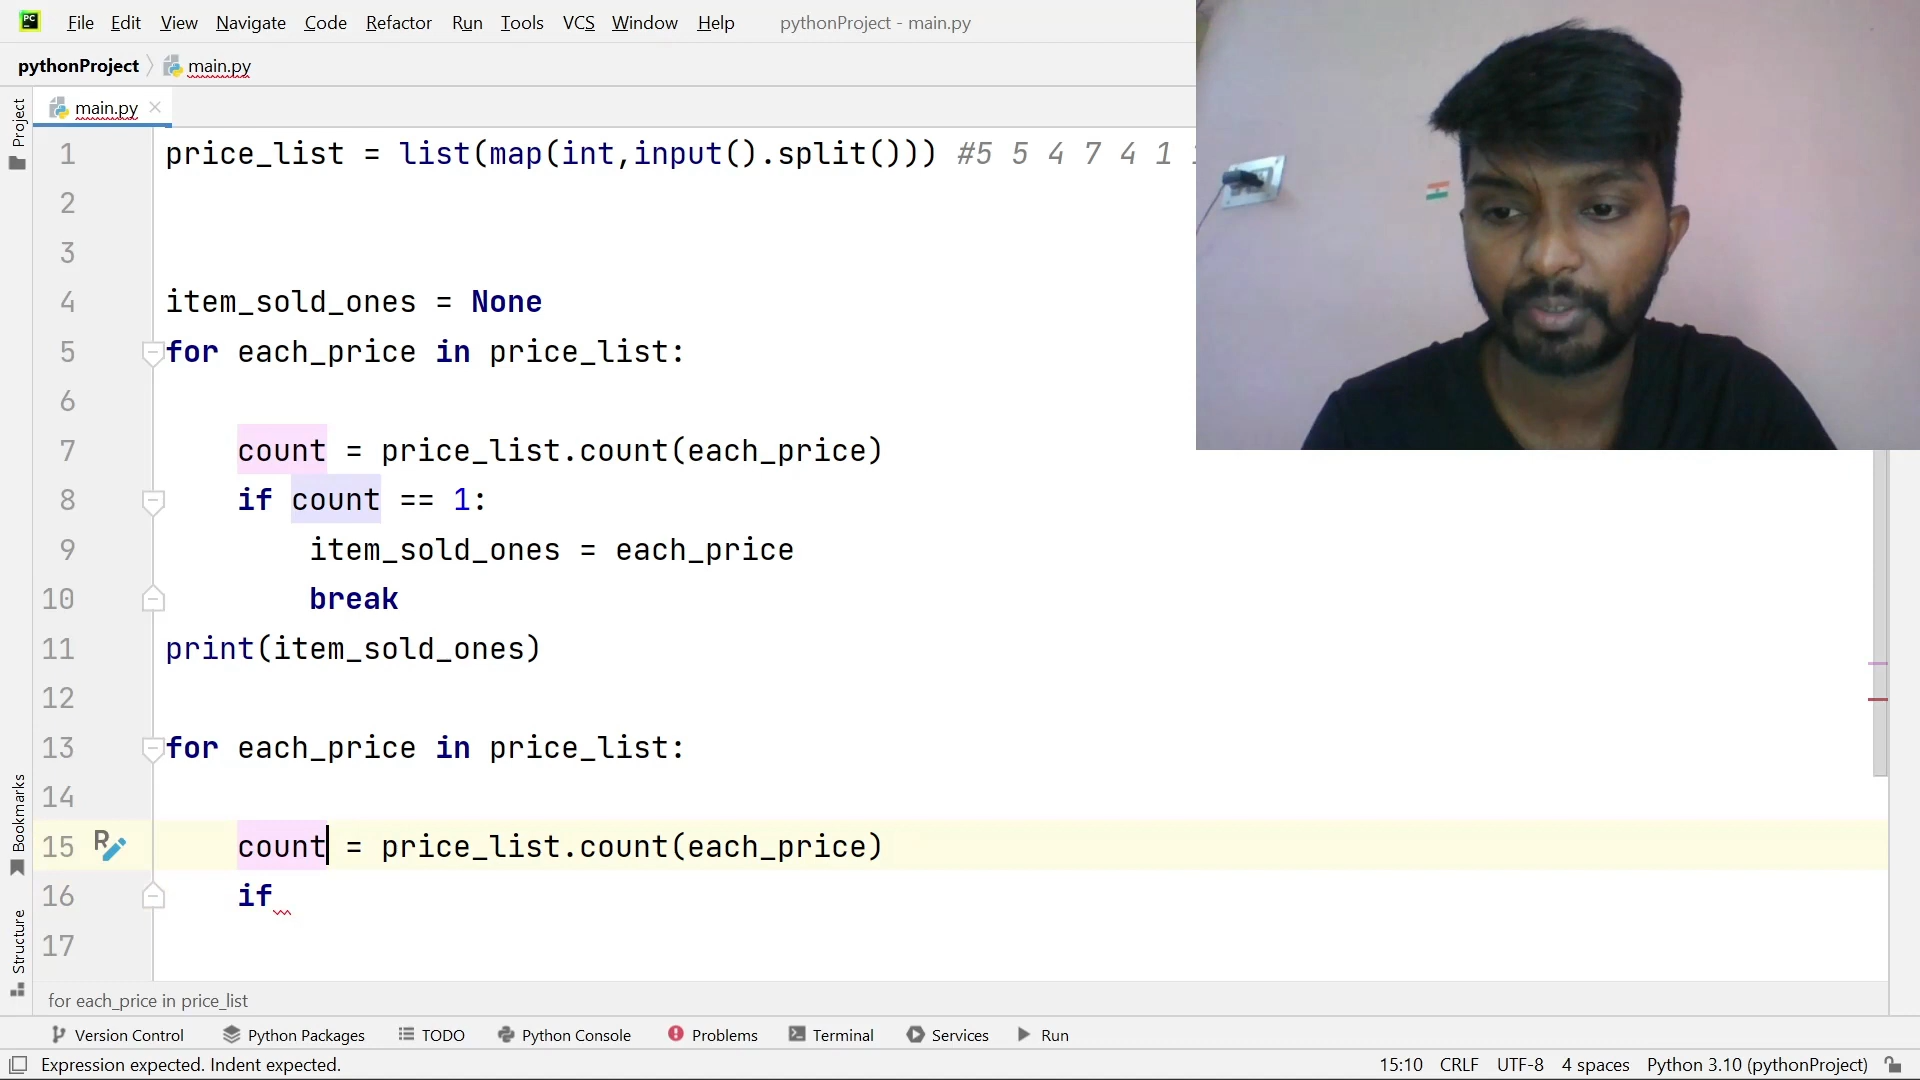 PC File Edit View Navigate Code Refactor Run Tools VCS Window Help pythonProject - main.py
pythonProject main.py
Project
main.py
1 price_list = list(map(int,input().split())) #5 5 4 7 4 1
2
3
4 item_sold_ones = None
5 for each_price in price_list:
6
7 count = price_list.count(each_price)
8 if count == 1:
9 item_sold_ones = each_price
10 break
11 print(item_sold_ones)
12
13 for each_price in price_list:
14
15 R count = price_list.count(each_price)
16 if
17
Bookmarks
Structure
for each_price in price_list
Version Control Python Packages TODO Python Console Problems Terminal Services Run
Expression expected. Indent expected. 15:10 CRLF UTF-8 4 spaces Python 3.10 (pythonProject)